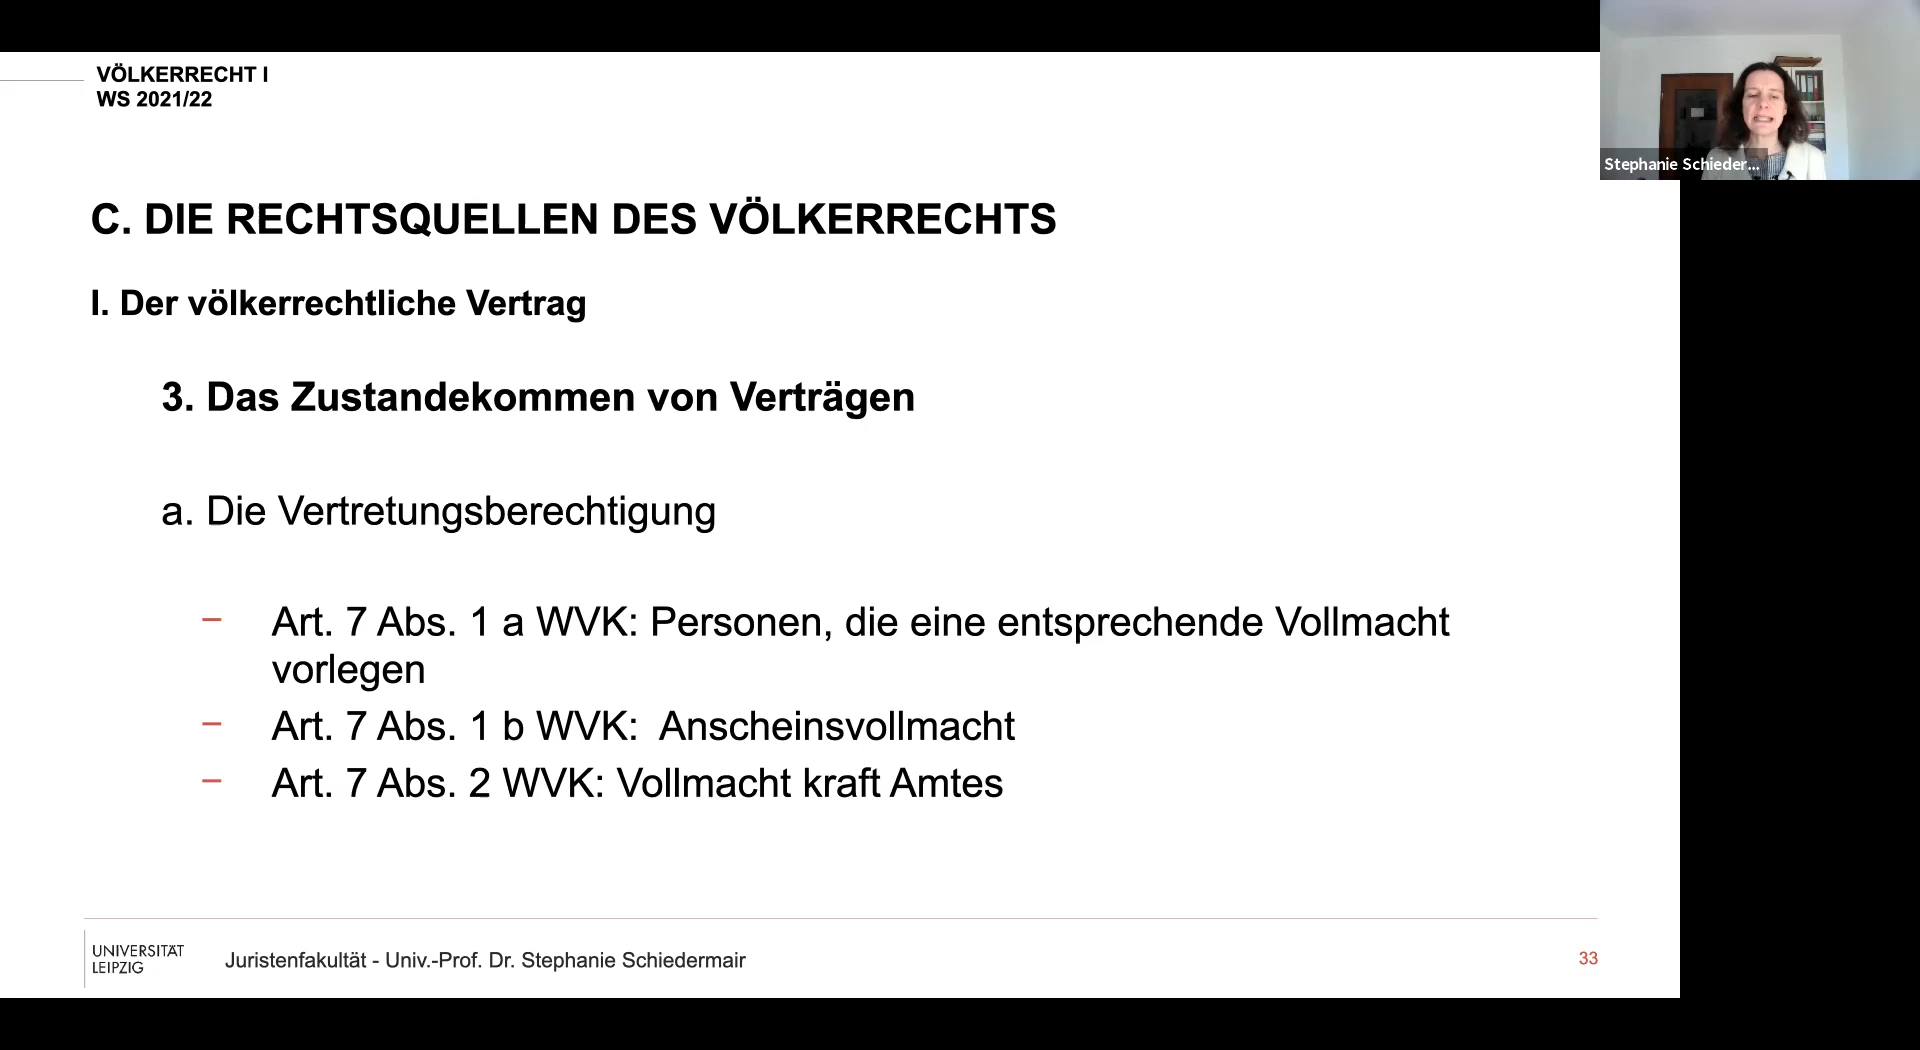 VÖLKERRECHT I
WS 2021/22
Stephanie Schieder...
C. DIE RECHTSQUELLEN DES VÖLKERRECHTS
I. Der völkerrechtliche Vertrag
3. Das Zustandekommen von Verträgen
a. Die Vertretungsberechtigung
– Art. 7 Abs. 1 a WVK: Personen, die eine entsprechende Vollmacht
vorlegen
– Art. 7 Abs. 1 b WVK: Anscheinsvollmacht
– Art. 7 Abs. 2 WVK: Vollmacht kraft Amtes
UNIVERSITÄT
LEIPZIG
Juristenfakultät - Univ.-Prof. Dr. Stephanie Schiedermair
33